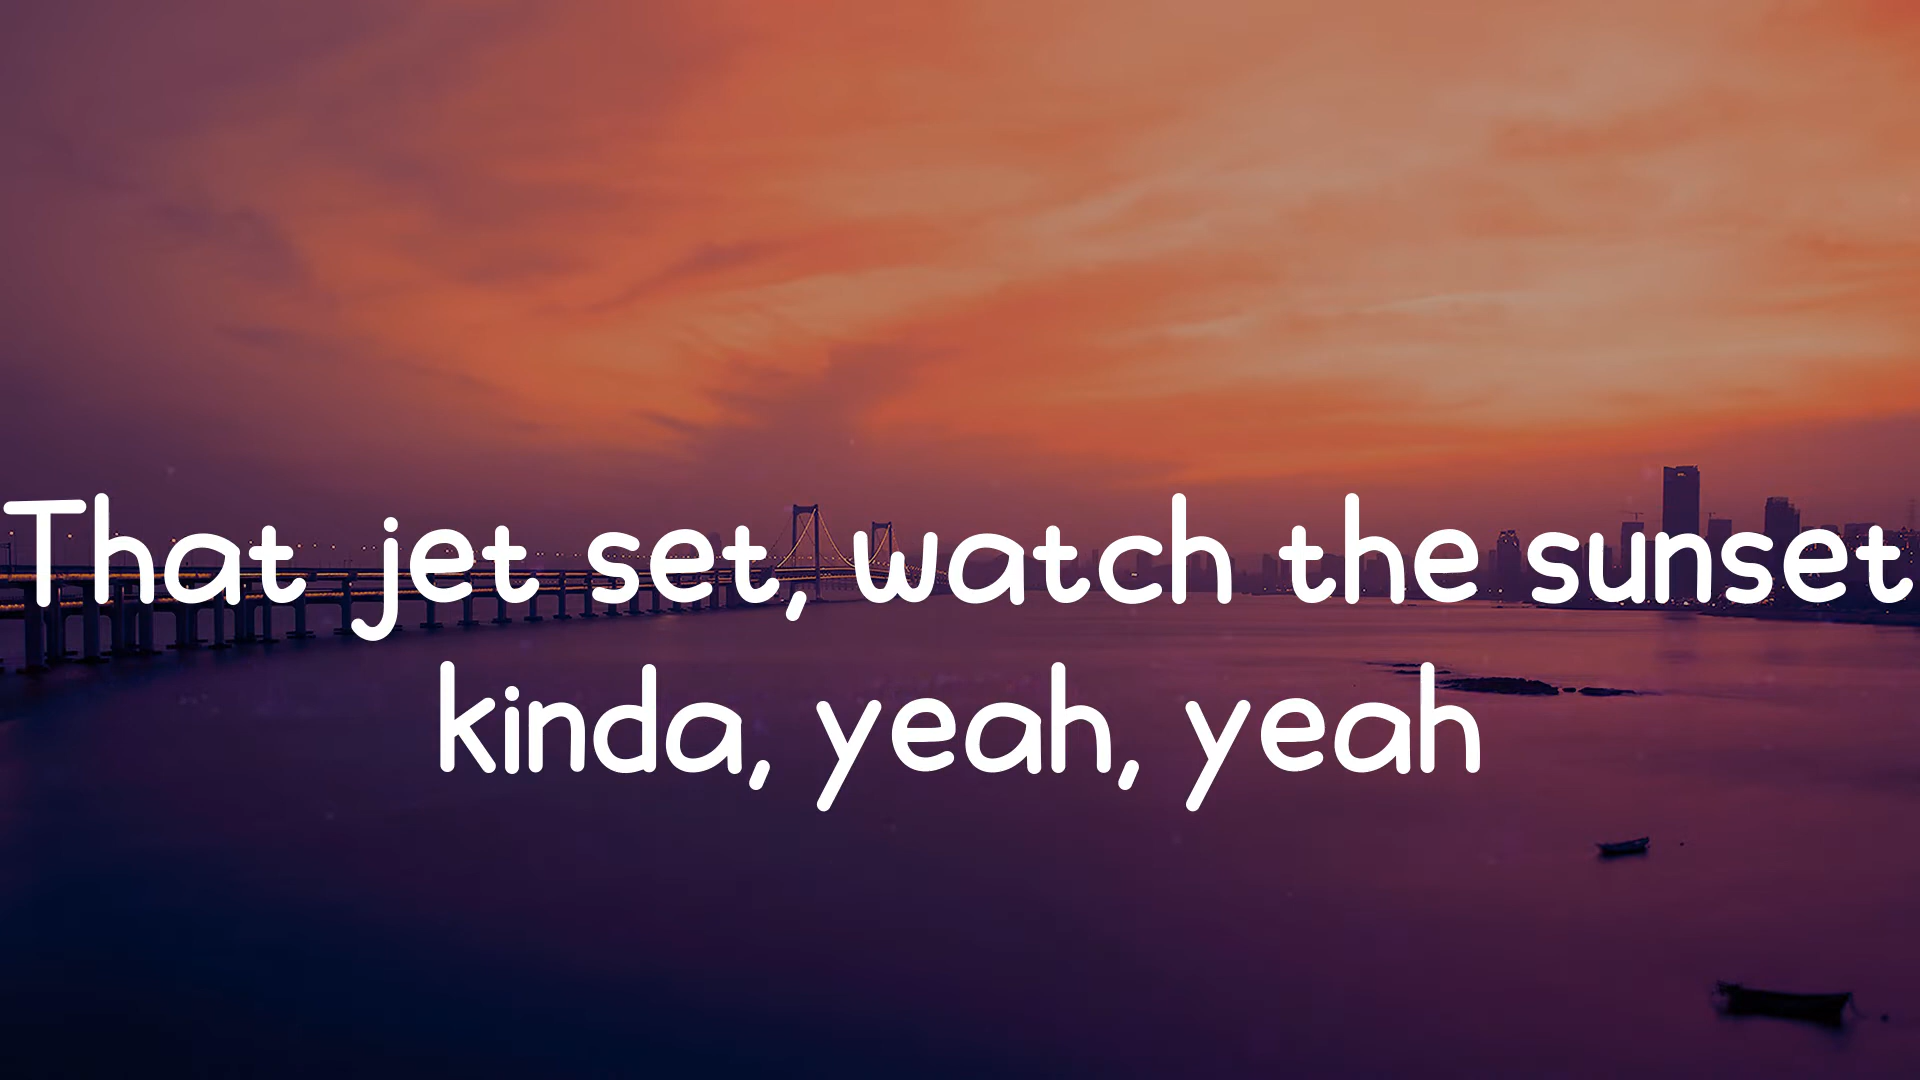 That jet set, watch the sunset
kinda, yeah, yeah